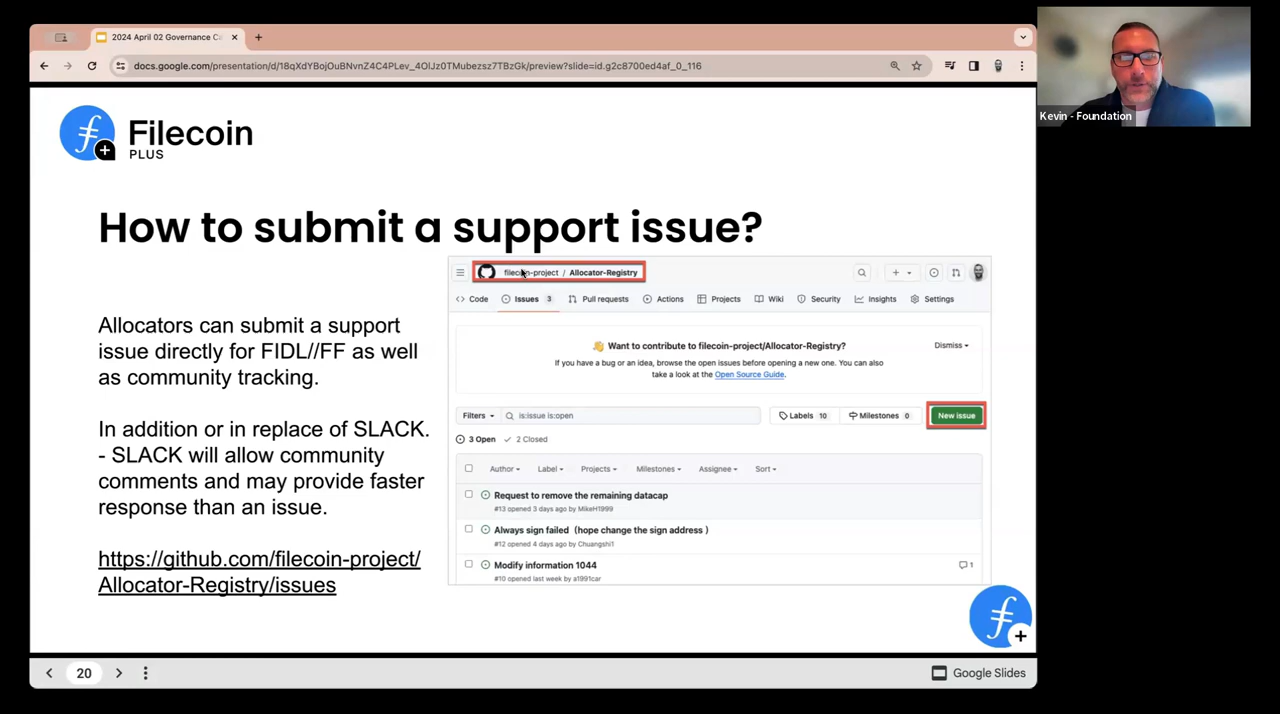 2024 April 02 Governance Ca
docs.google.com/presentation/d/18qXdYBojOuBNvnZ4C4PLev_4OlJz0TMubezsz7TBzGk/preview?slide=id.g2c8700ed4af_0_116
Kevin - Foundation
Filecoin
PLUS
How to submit a support issue?
Allocators can submit a support
issue directly for FIDL//FF as well
as community tracking.
In addition or in replace of SLACK.
- SLACK will allow community
comments and may provide faster
response than an issue.
https://github.com/filecoin-project/
Allocator-Registry/issues
filecoin-project / Allocator-Registry
Code Issues 3 Pull requests Actions Projects Wiki Security Insights Settings
👋 Want to contribute to filecoin-project/Allocator-Registry?
Dismiss
If you have a bug or an idea, browse the open issues before opening a new one. You can also
take a look at the Open Source Guide.
Filters is:issue is:open Labels 10 Milestones 0 New issue
3 Open 2 Closed
Author Label Projects Milestones Assignee Sort
Request to remove the remaining datacap
#13 opened 3 days ago by MikeH1999
Always sign failed (hope change the sign address )
#12 opened 4 days ago by Chuangshi1
Modify information 1044
1
#10 opened last week by a1991car
20
Google Slides